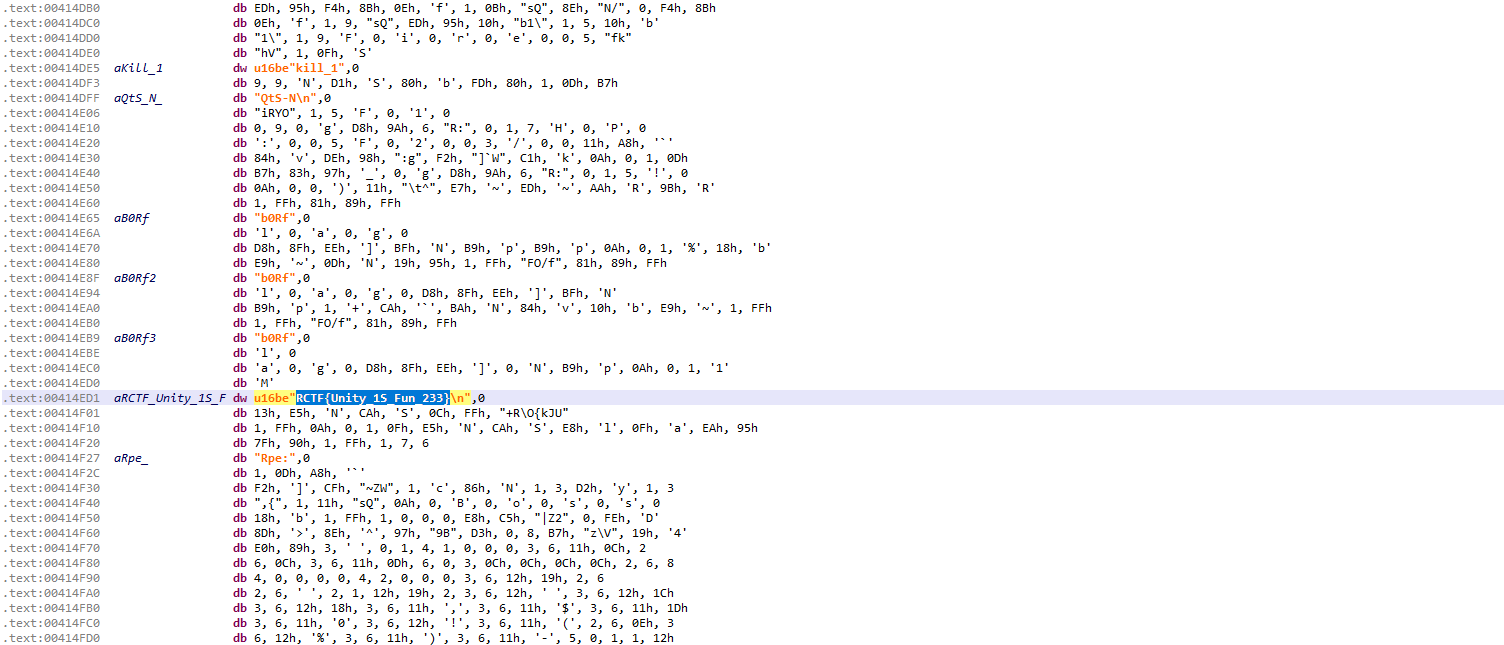 .text:00414DB0 db EDh, 95h, F4h, 8Bh, 0Eh, 'f', 1, 0Bh, "sQ", 8Eh, "N/", 0, F4h, 8Bh
.text:00414DC0 db 0Eh, 'f', 1, 9, "sQ", EDh, 95h, 10h, "b1\", 1, 5, 10h, 'b'
.text:00414DD0 db "1\", 1, 9, 'F', 0, 'i', 0, 'r', 0, 'e', 0, 0, 5, "fk"
.text:00414DE0 db "hV", 1, 0Fh, 'S'
.text:00414DE5 aKill_1 dw u16be"kill_1",0
.text:00414DF3 db 9, 9, 'N', D1h, 'S', 80h, 'b', FDh, 80h, 1, 0Dh, B7h
.text:00414DFF aQtS_N_ db "QtS-N\n",0
.text:00414E06 db "iRYO", 1, 5, 'F', 0, '1', 0
.text:00414E10 db 0, 9, 0, 'g', D8h, 9Ah, 6, "R:", 0, 1, 7, 'H', 0, 'P', 0
.text:00414E20 db ':', 0, 0, 5, 'F', 0, '2', 0, 0, 3, '/', 0, 0, 11h, A8h, '`'
.text:00414E30 db 84h, 'v', DEh, 98h, ":g", F2h, "]`W", C1h, 'k', 0Ah, 0, 1, 0Dh
.text:00414E40 db B7h, 83h, 97h, '_', 0, 'g', D8h, 9Ah, 6, "R:", 0, 1, 5, '!', 0
.text:00414E50 db 0Ah, 0, 0, ')', 11h, "\t^", E7h, '~', EDh, '~', AAh, 'R', 9Bh, 'R'
.text:00414E60 db 1, FFh, 81h, 89h, FFh
.text:00414E65 aB0Rf db "b0Rf",0
.text:00414E6A db 'l', 0, 'a', 0, 'g', 0
.text:00414E70 db D8h, 8Fh, EEh, ']', BFh, 'N', B9h, 'p', B9h, 'p', 0Ah, 0, 1, '%', 18h, 'b'
.text:00414E80 db E9h, '~', 0Dh, 'N', 19h, 95h, 1, FFh, "FO/f", 81h, 89h, FFh
.text:00414E8F aB0Rf2 db "b0Rf",0
.text:00414E94 db 'l', 0, 'a', 0, 'g', 0, D8h, 8Fh, EEh, ']', BFh, 'N'
.text:00414EA0 db B9h, 'p', 1, '+', CAh, '`', BAh, 'N', 84h, 'v', 10h, 'b', E9h, '~', 1, FFh
.text:00414EB0 db 1, FFh, "FO/f", 81h, 89h, FFh
.text:00414EB9 aB0Rf3 db "b0Rf",0
.text:00414EBE db 'l', 0
.text:00414EC0 db 'a', 0, 'g', 0, D8h, 8Fh, EEh, ']', 0, 'N', B9h, 'p', 0Ah, 0, 1, '1'
.text:00414ED0 db 'M'
.text:00414ED1 aRCTF_Unity_1S_F dw u16be"RCTF{Unity_1S_Fun_233}\n",0
.text:00414F01 db 13h, E5h, 'N', CAh, 'S', 0Ch, FFh, "+R\O{kJU"
.text:00414F10 db 1, FFh, 0Ah, 0, 1, 0Fh, E5h, 'N', CAh, 'S', E8h, 'l', 0Fh, 'a', EAh, 95h
.text:00414F20 db 7Fh, 90h, 1, FFh, 1, 7, 6
.text:00414F27 aRpe_ db "Rpe:",0
.text:00414F2C db 1, 0Dh, A8h, '`'
.text:00414F30 db F2h, ']', CFh, "~ZW", 1, 'c', 86h, 'N', 1, 3, D2h, 'y', 1, 3
.text:00414F40 db ",{", 1, 11h, "sQ", 0Ah, 0, 'B', 0, 'o', 0, 's', 0, 's', 0
.text:00414F50 db 18h, 'b', 1, FFh, 1, 0, 0, 0, E8h, C5h, "|Z2", 0, FEh, 'D'
.text:00414F60 db 8Dh, '>', 8Eh, '^', 97h, "9B", D3h, 0, 8, B7h, "z\V", 19h, '4'
.text:00414F70 db E0h, 89h, 3, ' ', 0, 1, 4, 1, 0, 0, 0, 3, 6, 11h, 0Ch, 2
.text:00414F80 db 6, 0Ch, 3, 6, 11h, 0Dh, 6, 0, 3, 0Ch, 0Ch, 0Ch, 0Ch, 2, 6, 8
.text:00414F90 db 4, 0, 0, 0, 0, 4, 2, 0, 0, 0, 3, 6, 12h, 19h, 2, 6
.text:00414FA0 db 2, 6, ' ', 2, 1, 12h, 19h, 2, 3, 6, 12h, ' ', 3, 6, 12h, 1Ch
.text:00414FB0 db 3, 6, 12h, 18h, 3, 6, 11h, ',', 3, 6, 11h, '$', 3, 6, 11h, 1Dh
.text:00414FC0 db 3, 6, 11h, '0', 3, 6, 12h, '!', 3, 6, 11h, '(', 2, 6, 0Eh, 3
.text:00414FD0 db 6, 12h, '%', 3, 6, 11h, ')', 3, 6, 11h, '-', 5, 0, 1, 1, 12h